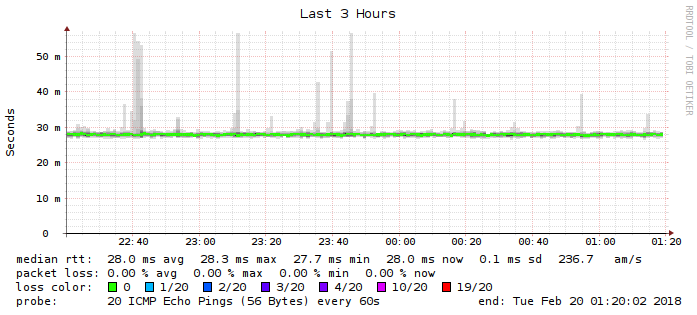 Last 3 Hours
RRDTOOL / TOBI OETIKER
Seconds
50 m
40 m
30 m
20 m
10 m
0
22:40 23:00 23:20 23:40 00:00 00:20 00:40 01:00 01:20
median rtt: 28.0 ms avg 28.3 ms max 27.7 ms min 28.0 ms now 0.1 ms sd 236.7 am/s
packet loss: 0.00 % avg 0.00 % max 0.00 % min 0.00 % now
loss color: 0 1/20 2/20 3/20 4/20 10/20 19/20
probe: 20 ICMP Echo Pings (56 Bytes) every 60s end: Tue Feb 20 01:20:02 2018